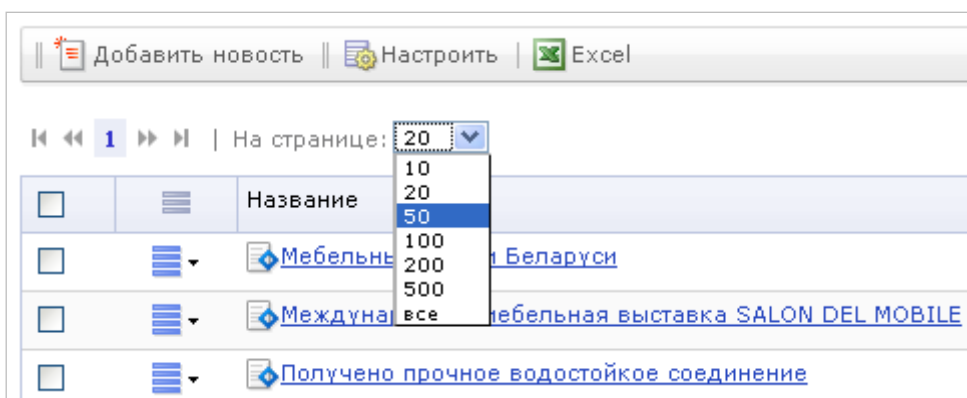 Добавить новость Настроить Excel
1 На странице: 20
10
20
Название
50
100
200
500
все
Мебельны и Беларуси
Междунар мебельная выставка SALON DEL MOBILE
Получено прочное водостойкое соединение